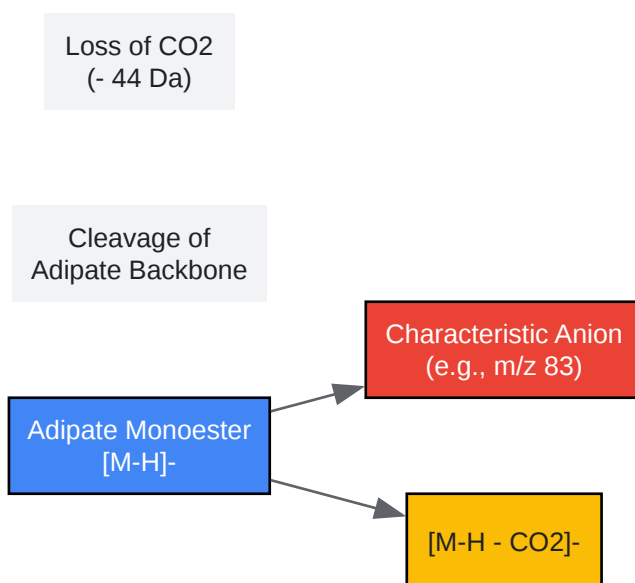 Loss of CO2
(- 44 Da)
Cleavage of
Adipate Backbone
Characteristic Anion
(e.g., m/z 83)
Adipate Monoester
[M-H]-
[M-H - CO2]-